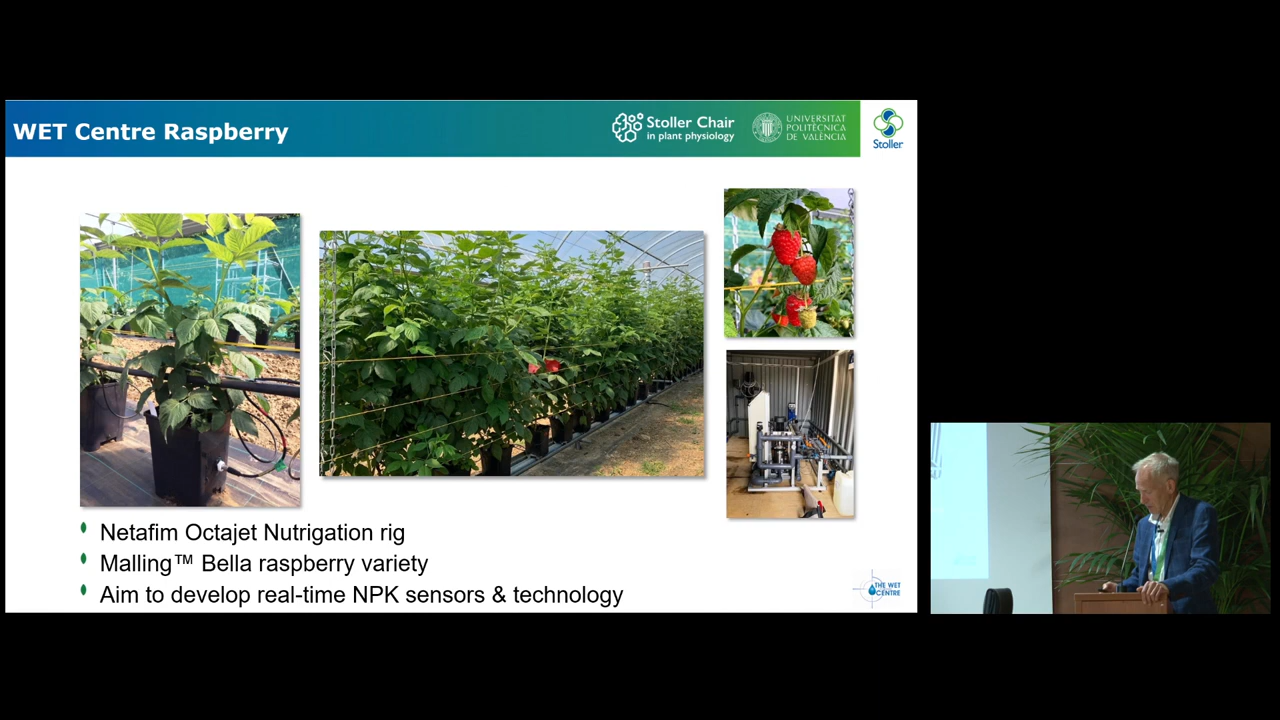 WET Centre Raspberry
Stoller Chair
in plant physiology
UNIVERSITAT
POLITÈCNICA
DE VALÈNCIA
Stoller
Netafim Octajet Nutrigation rig
Malling™ Bella raspberry variety
Aim to develop real-time NPK sensors & technology
THE WET
CENTRE